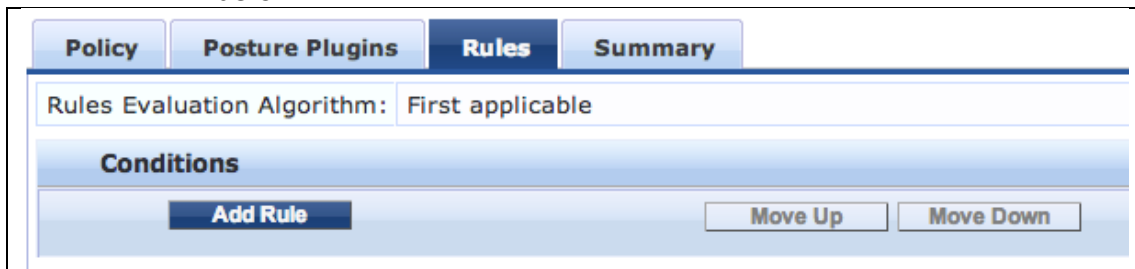 Policy Posture Plugins Rules Summary
Rules Evaluation Algorithm: First applicable
Conditions
Add Rule Move Up Move Down